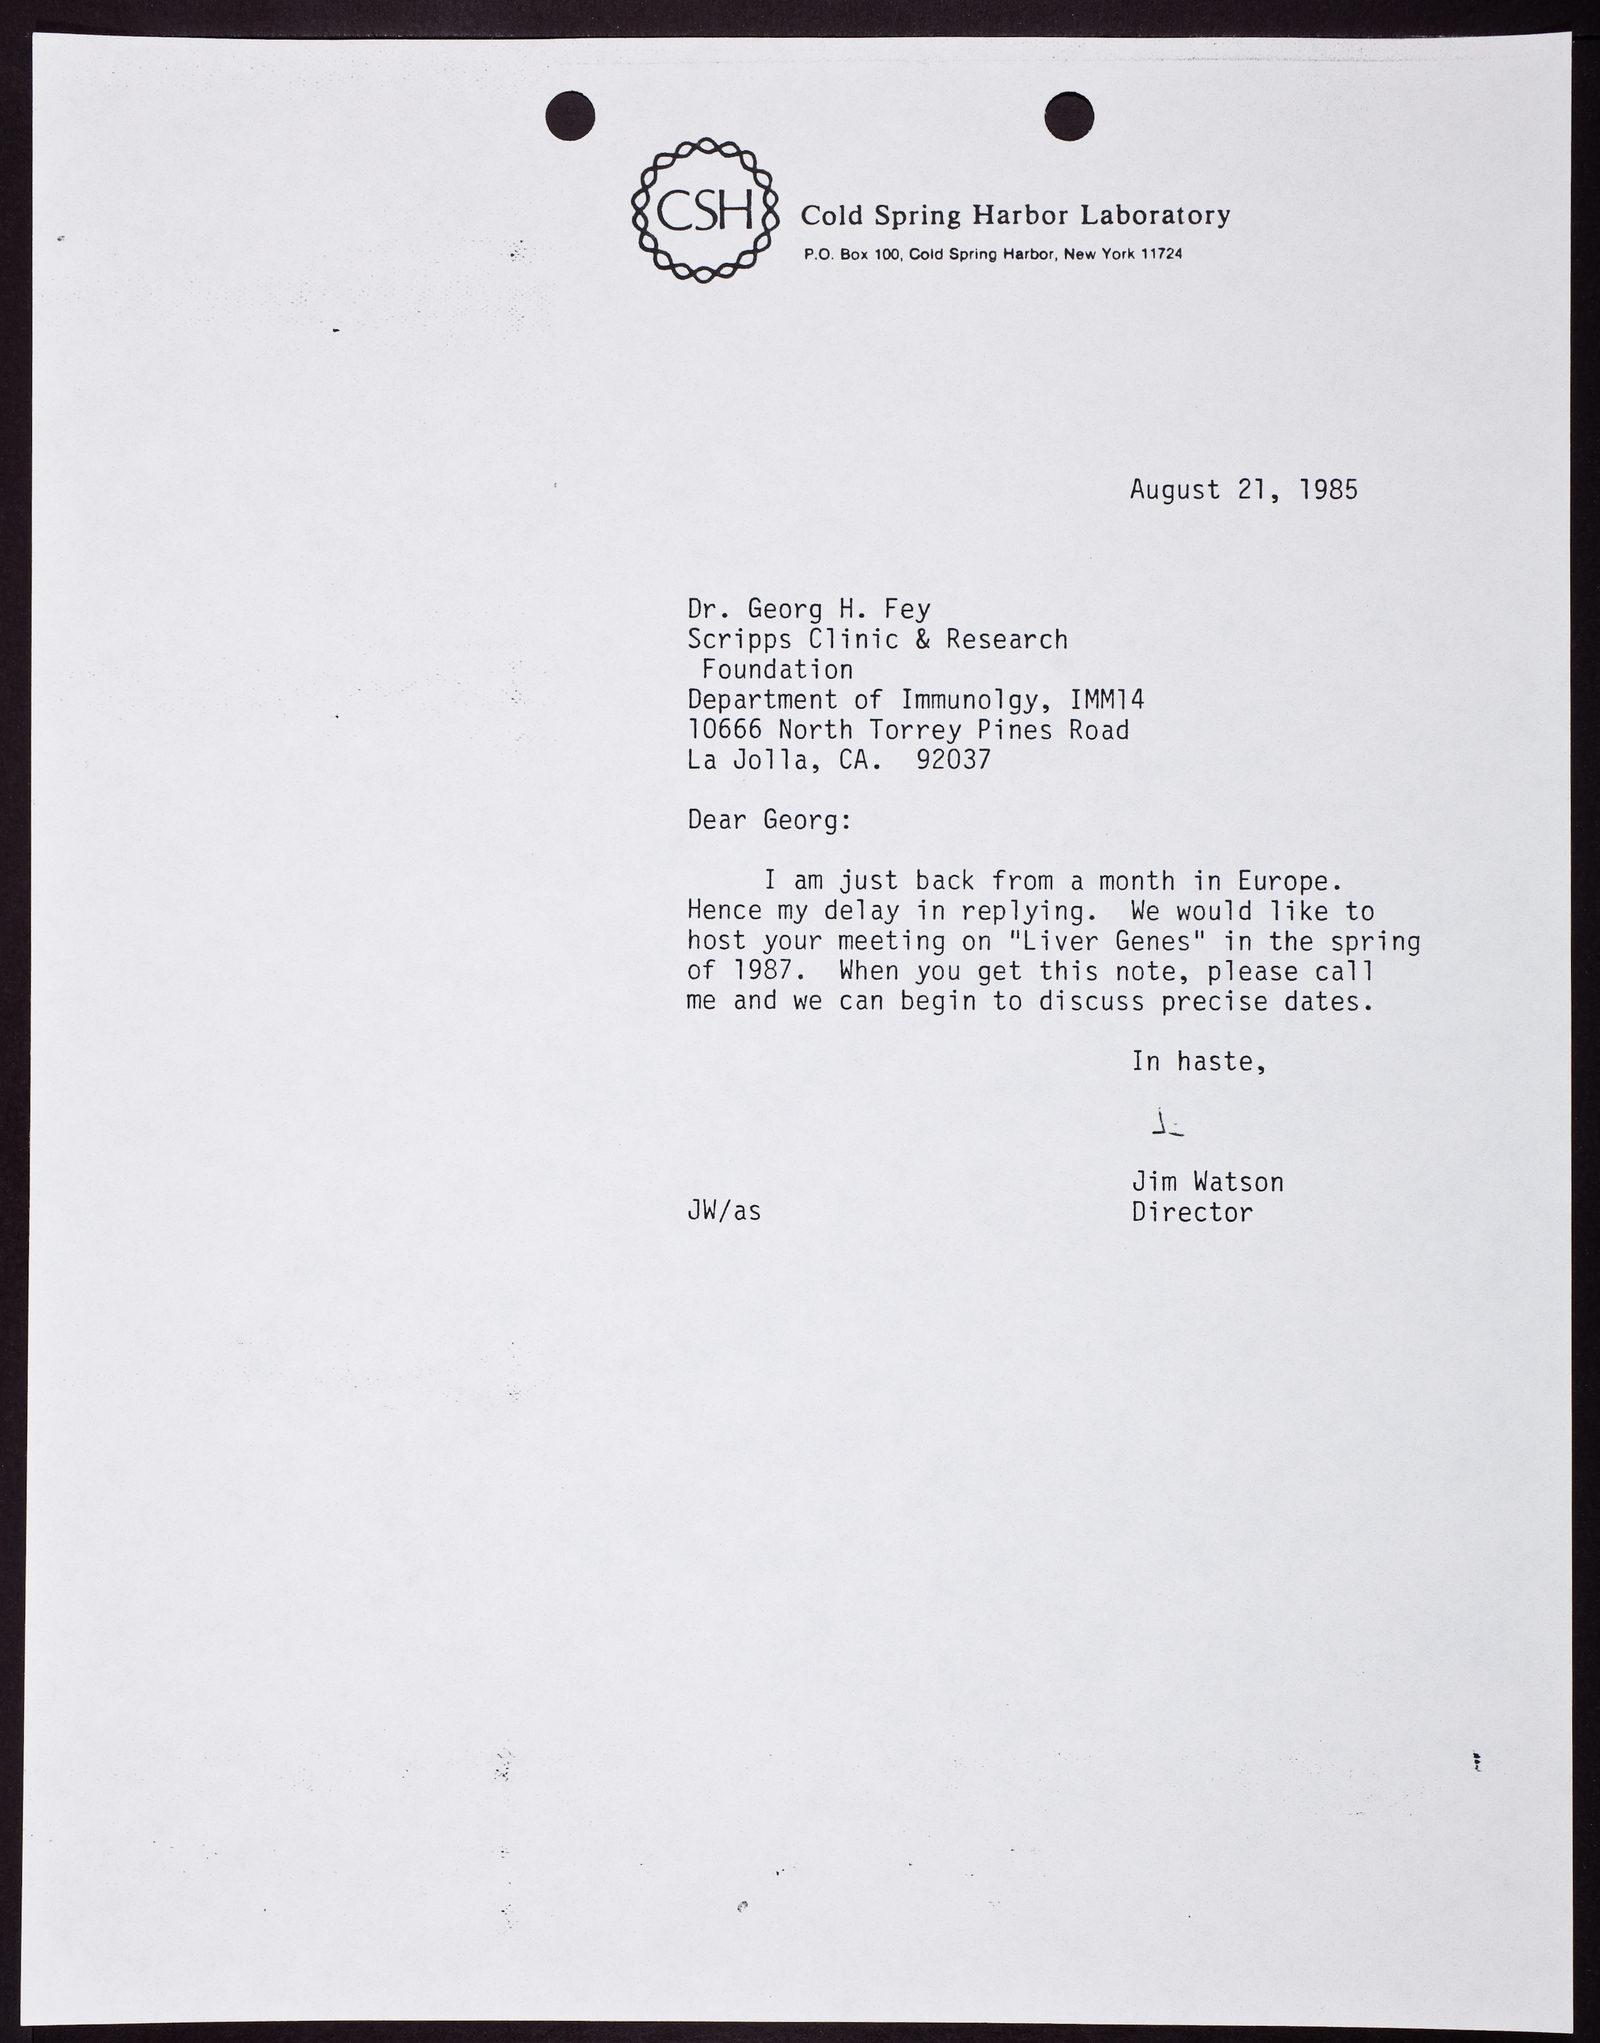 CSH
Cold Spring Harbor Laboratory
P.O. Box 100, Cold Spring Harbor, New York 11724
August 21, 1985
Dr. Georg H. Fey
Scripps Clinic & Research
Foundation
Department of Immunolgy, IMM14
10666 North Torrey Pines Road
La Jolla, CA.  92037
Dear Georg:
I am just back from a month in Europe.
Hence my delay in replying.  We would like to
host your meeting on "Liver Genes" in the spring
of 1987.  When you get this note, please call
me and we can begin to discuss precise dates.
In haste,
Jim Watson
JW/as Director